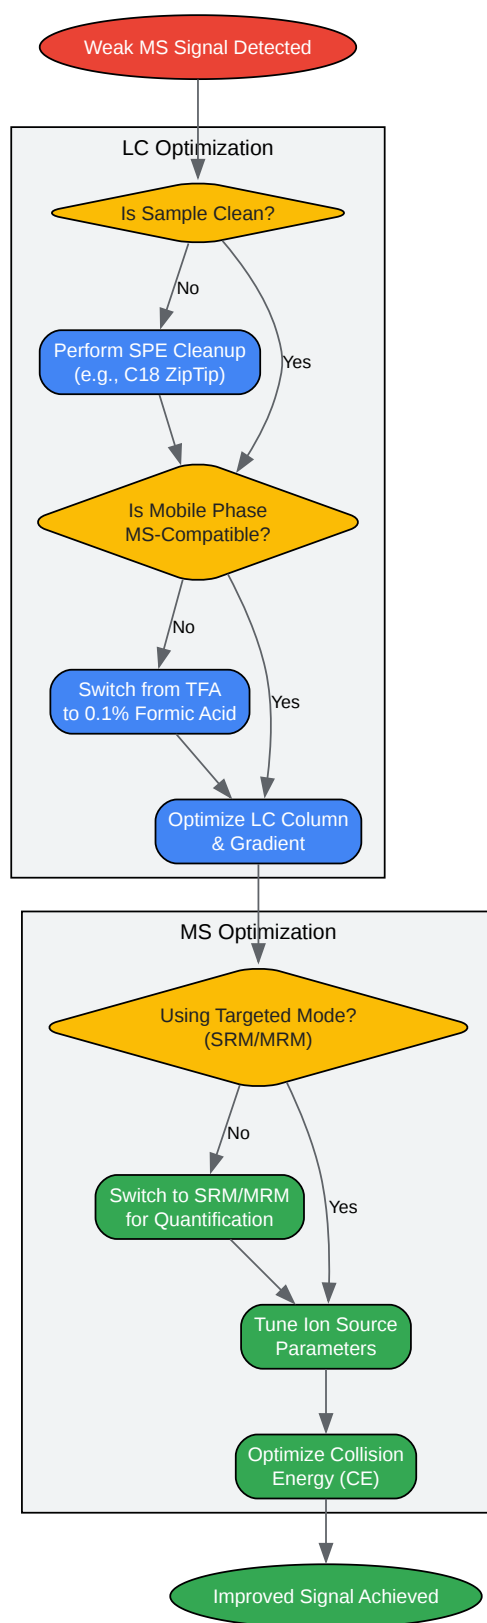 Weak MS Signal Detected
LC Optimization
Is Sample Clean?
No
Perform SPE Cleanup
(e.g., C18 ZipTip)
Yes
Is Mobile Phase
MS-Compatible?
No
Switch from TFA
to 0.1% Formic Acid
Yes
Optimize LC Column
& Gradient
MS Optimization
Using Targeted Mode?
(SRM/MRM)
No
Switch to SRM/MRM
for Quantification
Yes
Tune Ion Source
Parameters
Optimize Collision
Energy (CE)
Improved Signal Achieved